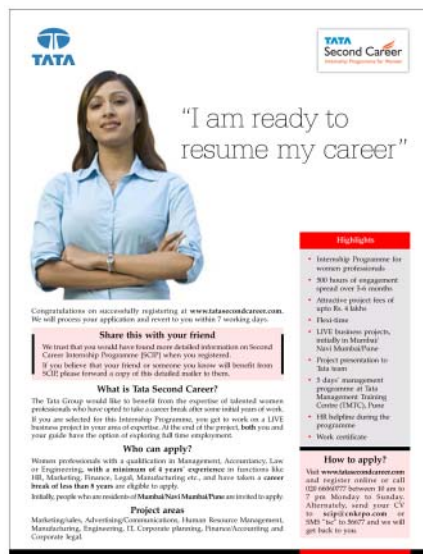 TATA
TATA
Second Career
Internship Programme for Women
“I am ready to
resume my career”
Congratulations on successfully registering at www.tatasecondcareer.com.
We will process your application and revert to you within 7 working days.
Share this with your friend
We trust that you would have found more detailed information on Second
Career Internship Programme [SCIP] when you registered.
If you believe that your friend or someone you know will benefit from
SCIP, please forward a copy of this detailed mailer to them.
What is Tata Second Career?
The Tata Group would like to benefit from the expertise of talented women
professionals who have opted to take a career break after some initial years of work.
If you are selected for this Internship Programme, you get to work on a LIVE
business project in your area of expertise. At the end of the project, both you and
your guide have the option of exploring full time employment.
Who can apply?
Women professionals with a qualification in Management, Accountancy, Law
or Engineering, with a minimum of 4 years' experience in functions like
HR, Marketing, Finance, Legal, Manufacturing etc., and have taken a career
break of less than 8 years are eligible to apply.
Initially, people who are residents of Mumbai/Navi Mumbai/Pune are invited to apply.
Project areas
Marketing/sales, Advertising/Communications, Human Resource Management,
Manufacturing, Engineering, IT, Corporate planning, Finance/Accounting and
Corporate legal.
Highlights
• Internship Programme for
women professionals
• 500 hours of engagement
spread over 5-6 months
• Attractive project fees of
upto Rs. 4 lakhs
• Flexi-time
• LIVE business projects,
initially in Mumbai/
Navi Mumbai/Pune
• Project presentation to
Tata team
• 3 days' management
programme at Tata
Management Training
Centre (TMTC), Pune
• HR helpline during the
programme
• Work certificate
How to apply?
Visit www.tatasecondcareer.com
and register online or call
020 66860777 between 10 am to
7 pm Monday to Sunday.
Alternately, send your CV
to scip@cnkrpo.com or
SMS "tsc" to 56677 and we will
get back to you.